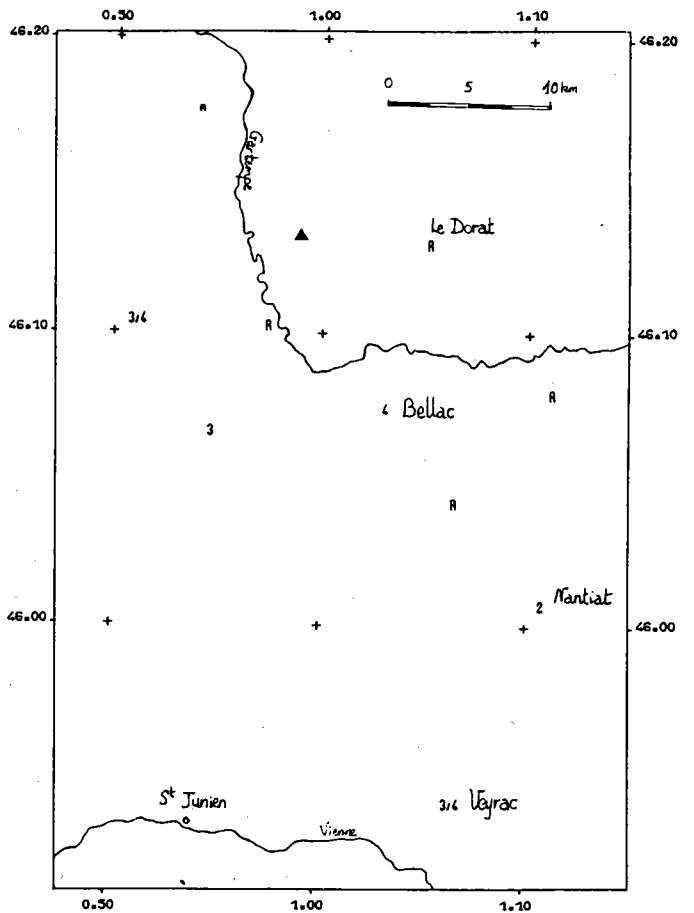 0.50 1.00 1.10
46.20 46.20
0 5 10 km
R
Gartempe
Le Dorat
R
3/4
R
46.10 46.10
R
4 Bellac
3
R
Nantiat
2
46.00 46.00
St Junien
3/4 Veyrac
Vienne
0.50 1.00 1.10